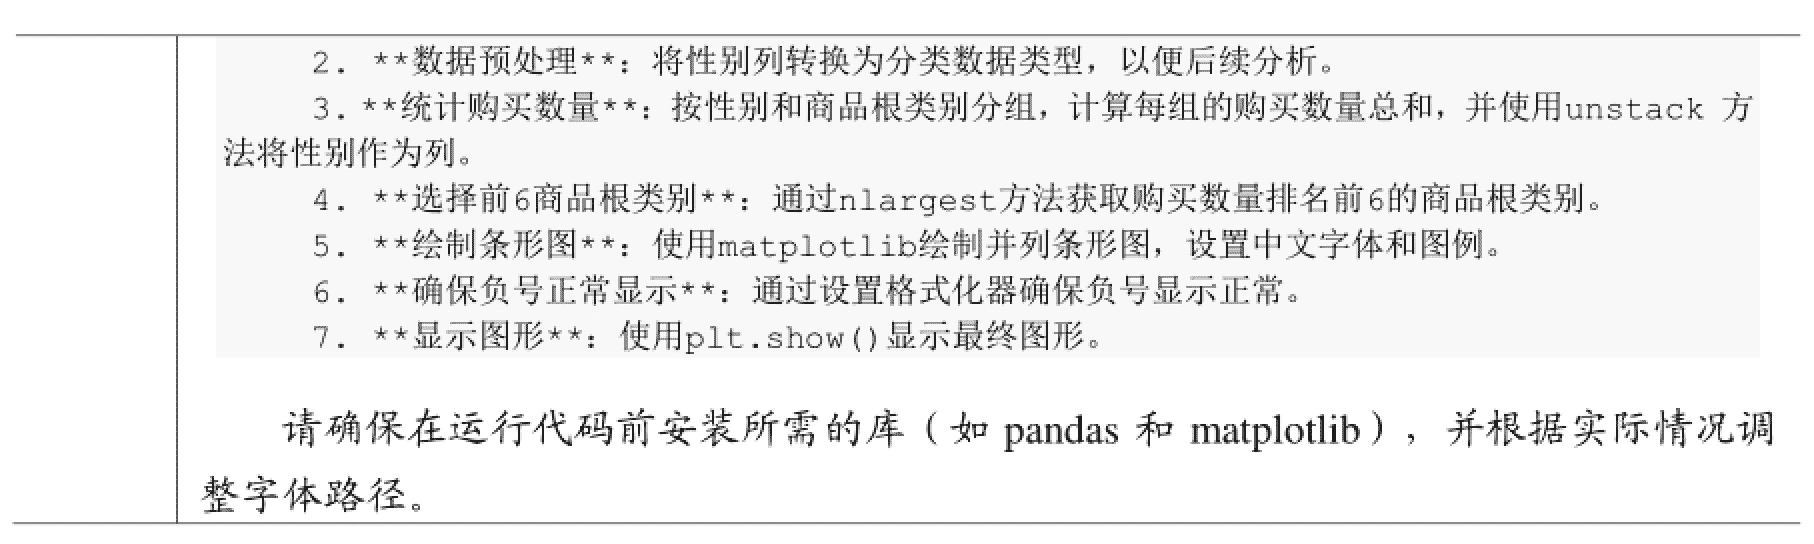 2. **数据预处理**：将性别列转换为分类数据类型，以便后续分析。
3. **统计购买数量**：按性别和商品根类别分组，计算每组的购买数量总和，并使用unstack 方
法将性别作为列。
4. **选择前6商品根类别**：通过nlargest方法获取购买数量排名前6的商品根类别。
5. **绘制条形图**：使用matplotlib绘制并列条形图，设置中文字体和图例。
6. **确保负号正常显示**：通过设置格式化器确保负号显示正常。
7. **显示图形**：使用plt.show()显示最终图形。
请确保在运行代码前安装所需的库（如 pandas 和 matplotlib），并根据实际情况调
整字体路径。